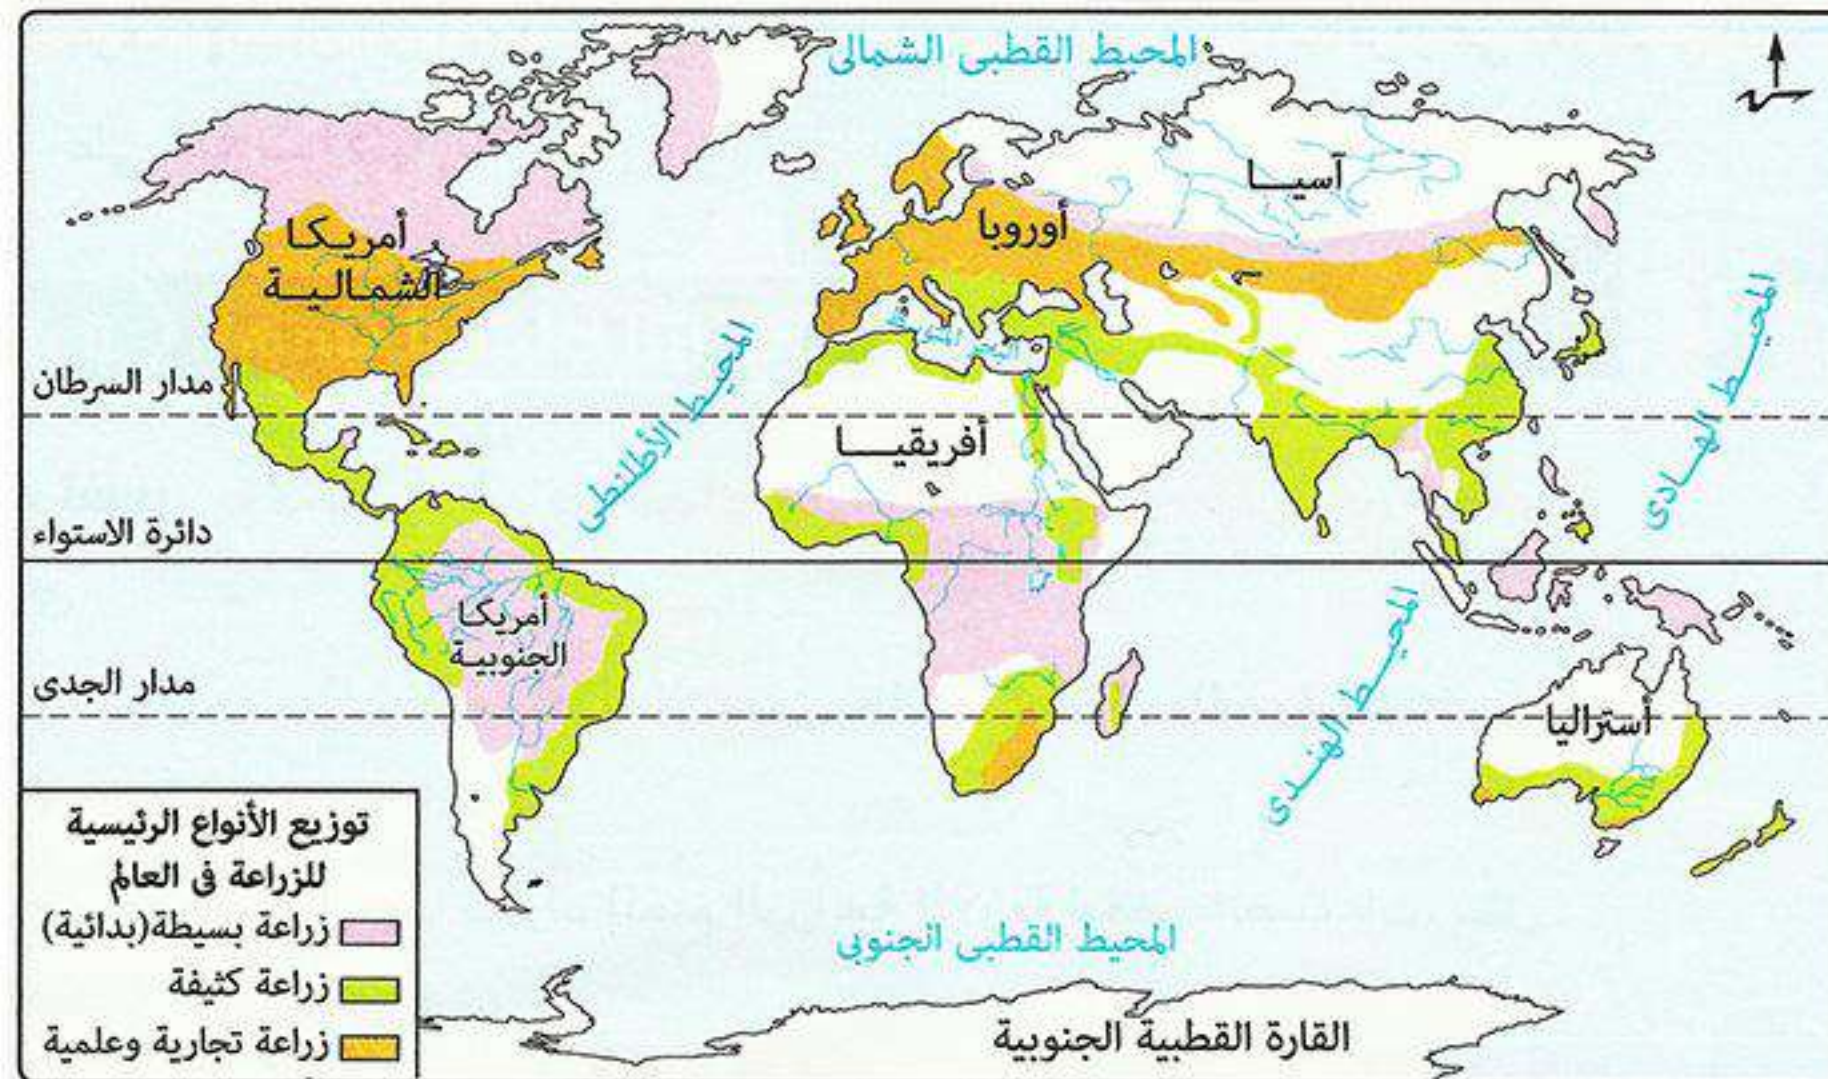 المحيط القطبى الشمالى
آسيا
أوروبا
أمريكا
الشمالية
المحيط الهادى
المحيط الأطلنطى
البحر المتوسط
مدار السرطان
أفريقيا
دائرة الاستواء
أمريكا
الجنوبية
المحيط الهندى
مدار الجدى
أستراليا
توزيع الأنواع الرئيسية
للزراعة فى العالم
زراعة بسيطة (بدائية)
زراعة كثيفة
زراعة تجارية وعلمية
المحيط القطبى الجنوبى
القارة القطبية الجنوبية